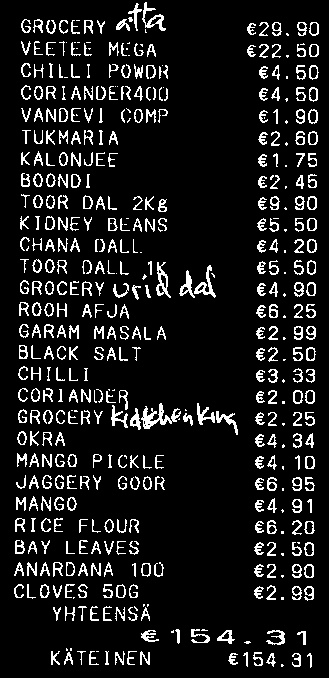 GROCERY atta €29.90
VEETEE MEGA €22.50
CHILLI POWDR €4.50
CORIANDER400 €4.50
VANDEVI COMP €1.90
TUKMARIA €2.60
KALONJEE €1.75
BOONDI €2.45
TOOR DAL 2Kg €9.90
KIDNEY BEANS €5.50
CHANA DALL €4.20
TOOR DALL 1K €5.50
GROCERY urid dal €4.90
ROOH AFJA €6.25
GARAM MASALA €2.99
BLACK SALT €2.50
CHILLI €3.33
CORIANDER €2.00
GROCERY kitchen king €2.25
OKRA €4.34
MANGO PICKLE €4.10
JAGGERY GOOR €6.95
MANGO €4.91
RICE FLOUR €6.20
BAY LEAVES €2.50
ANARDANA 100 €2.90
CLOVES 50G €2.99
YHTEENSÄ
€154.31
KÄTEINEN €154.31